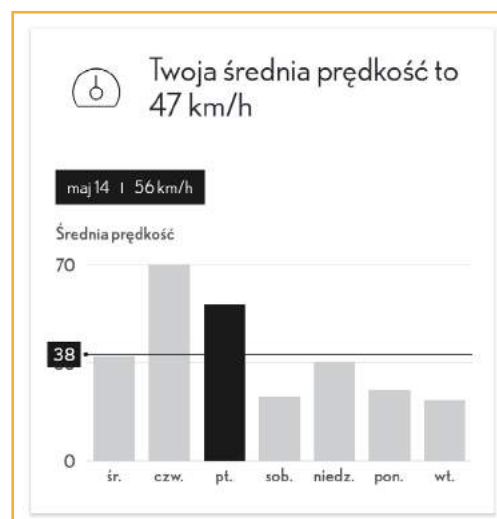 Twoja średnia prędkość to
47 km/h
maj 14 | 56 km/h
Średnia prędkość
70
38
0
śr. czw. pt. sob. niedz. pon. wt.